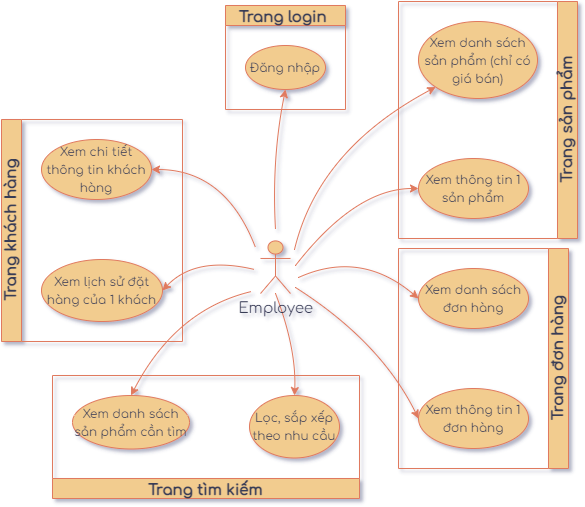 Trang login
Đăng nhập
Xem danh sách
sản phẩm (chỉ có
giá bán)
Xem thông tin 1
sản phẩm
Trang sản phẩm
Trang khách hàng
Xem chi tiết
thông tin khách
hàng
Xem lịch sử đặt
hàng của 1 khách
Employee
Xem danh sách
đơn hàng
Xem thông tin 1
đơn hàng
Trang đơn hàng
Xem danh sách
sản phẩm cần tìm
Lọc, sắp xếp
theo nhu cầu
Trang tìm kiếm